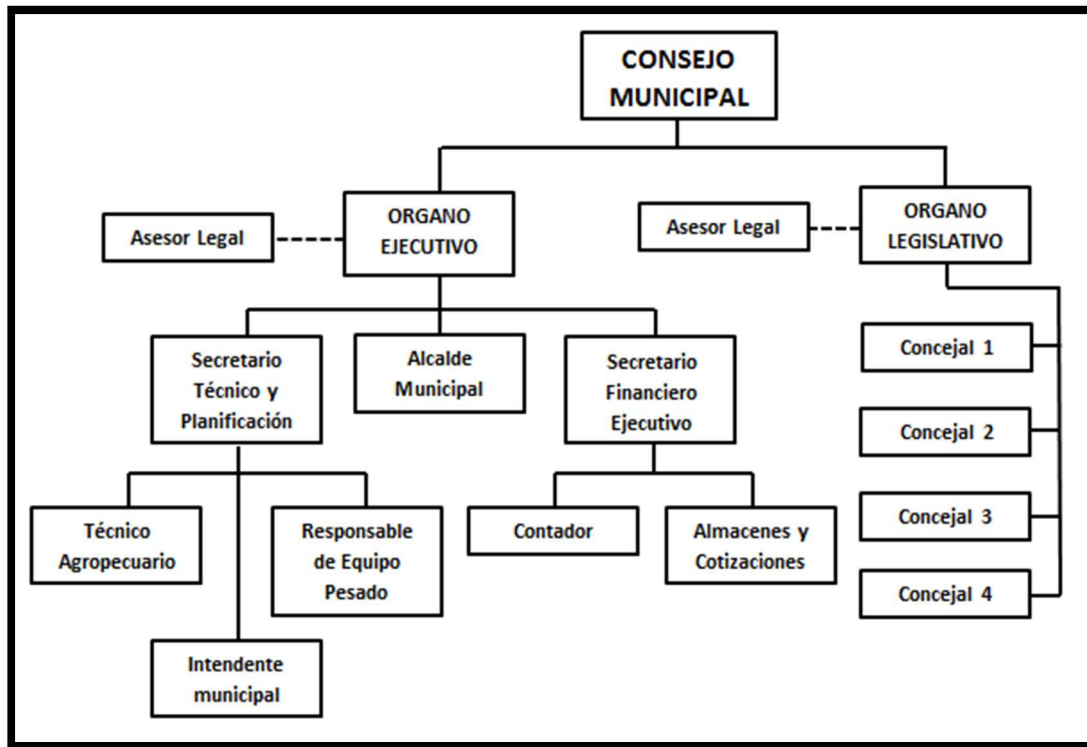 CONSEJO
MUNICIPAL
ORGANO
EJECUTIVO
Asesor Legal
Asesor Legal
ORGANO
LEGISLATIVO
Secretario
Técnico y
Planificación
Alcalde
Municipal
Secretario
Financiero
Ejecutivo
Concejal 1
Concejal 2
Concejal 3
Concejal 4
Técnico
Agropecuario
Responsable
de Equipo
Pesado
Contador
Almacenes y
Cotizaciones
Intendente
municipal